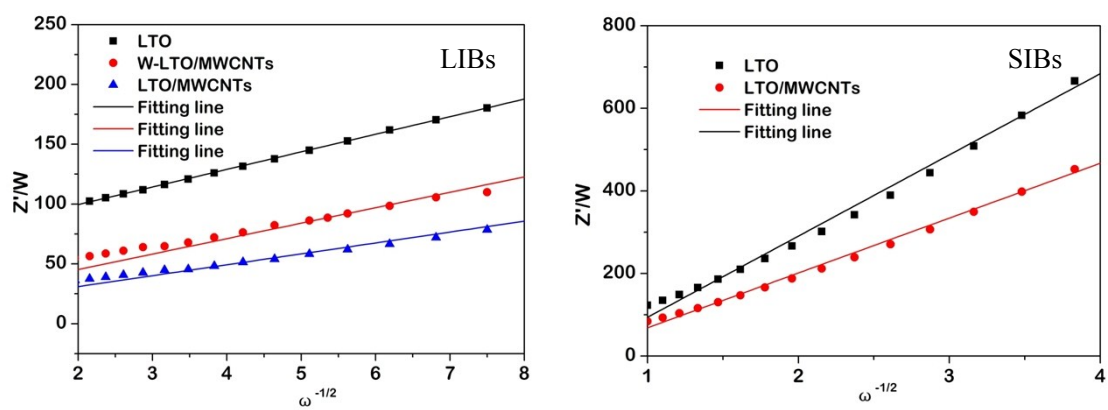 250
200
150
100
50
0
Z'/W
LTO
W-LTO/MWCNTs
LTO/MWCNTs
Fitting line
Fitting line
Fitting line
LIBs
2 3 4 5 6 7 8
ω -1/2
800
600
400
200
0
Z'/W
LTO
LTO/MWCNTs
Fitting line
Fitting line
SIBs
1 2 3 4
ω -1/2